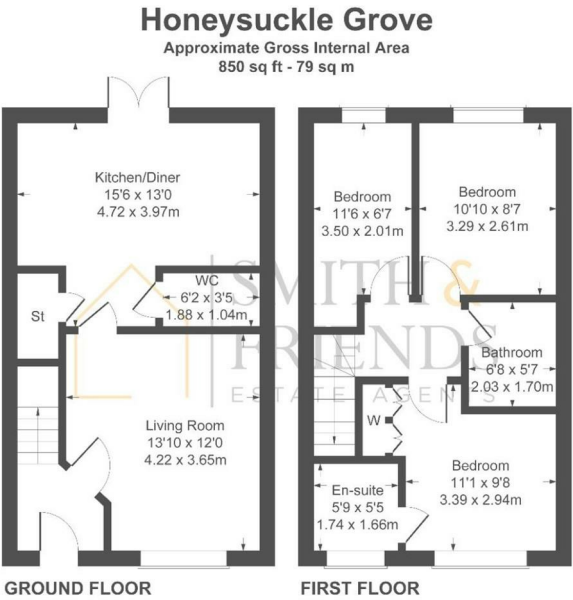 Honeysuckle Grove
Approximate Gross Internal Area
850 sq ft - 79 sq m
Kitchen/Diner
15'6 x 13'0
4.72 x 3.97m
WC
6'2 x 3'5
1.88 x 1.04m
St
Living Room
13'10 x 12'0
4.22 x 3.65m
GROUND FLOOR
Bedroom
11'6 x 6'7
3.50 x 2.01m
Bedroom
10'10 x 8'7
3.29 x 2.61m
Bathroom
6'8 x 5'7
2.03 x 1.70m
W
Bedroom
11'1 x 9'8
3.39 x 2.94m
En-suite
5'9 x 5'5
1.74 x 1.66m
FIRST FLOOR
SMITH &
FRIENDS
ESTATE AGENTS